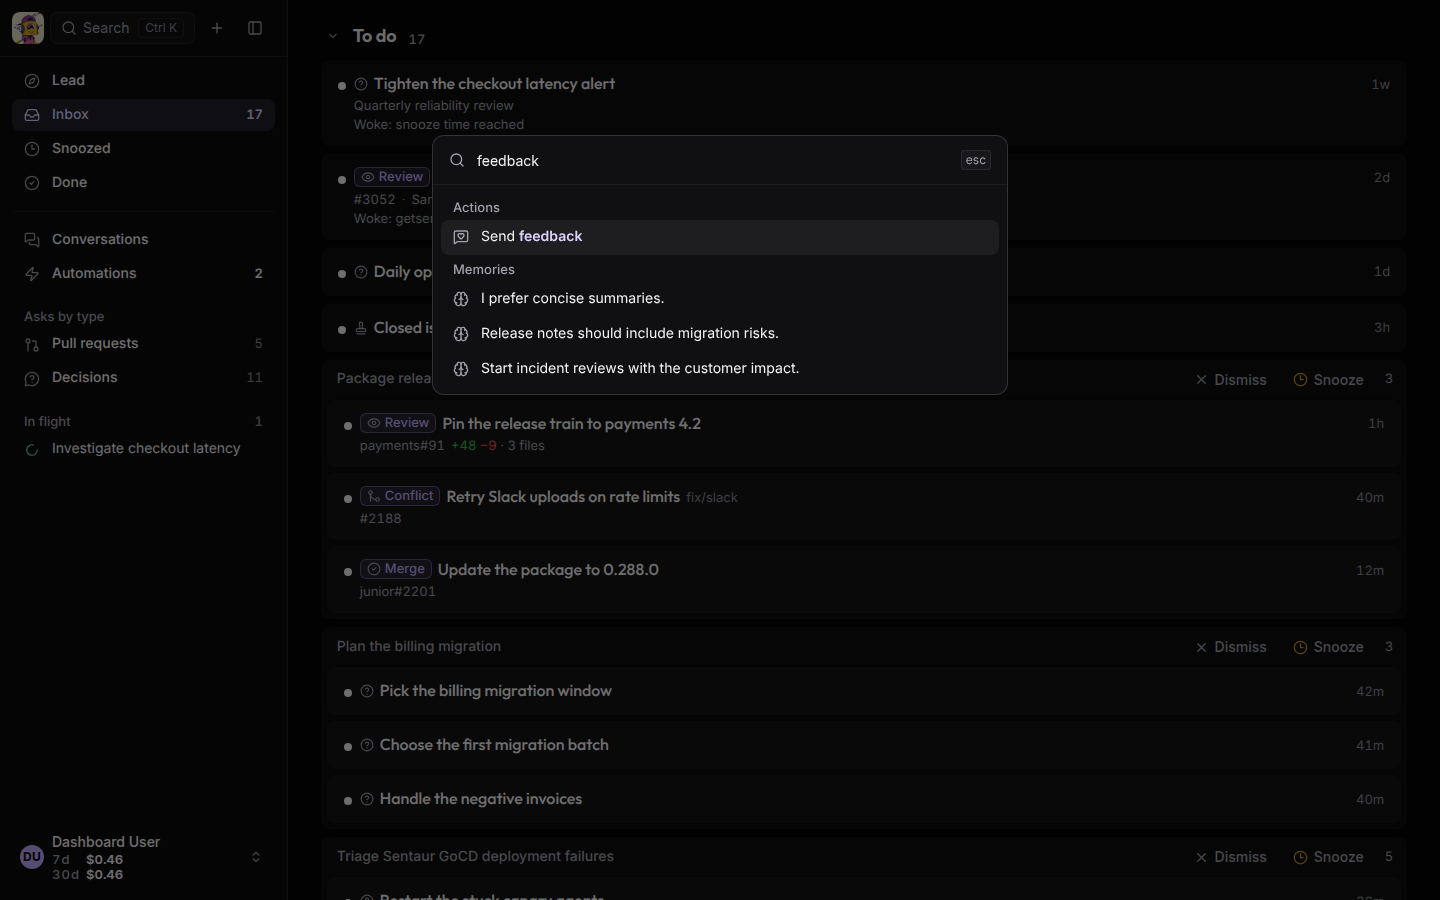 Search Ctrl K
Lead
Inbox 17
Snoozed
Done
Conversations
Automations 2
Asks by type
Pull requests 5
Decisions 11
In flight 1
Investigate checkout latency
Dashboard User
DU
7d $0.46
30d $0.46
To do 17
Tighten the checkout latency alert 1w
Quarterly reliability review
Woke: snooze time reached
feedback esc
Actions
Send feedback
Memories
I prefer concise summaries.
Release notes should include migration risks.
Start incident reviews with the customer impact.
Review 2d
#3052 ·
Woke:
Daily 1d
Closed 3h
Package Dismiss Snooze 3
Review Pin the release train to payments 4.2 1h
payments#91 +48 −9 · 3 files
Conflict Retry Slack uploads on rate limits fix/slack 40m
#2188
Merge Update the package to 0.288.0 12m
junior#2201
Plan the billing migration Dismiss Snooze 3
Pick the billing migration window 42m
Choose the first migration batch 41m
Handle the negative invoices 40m
Triage Sentaur GoCD deployment failures Dismiss Snooze 5